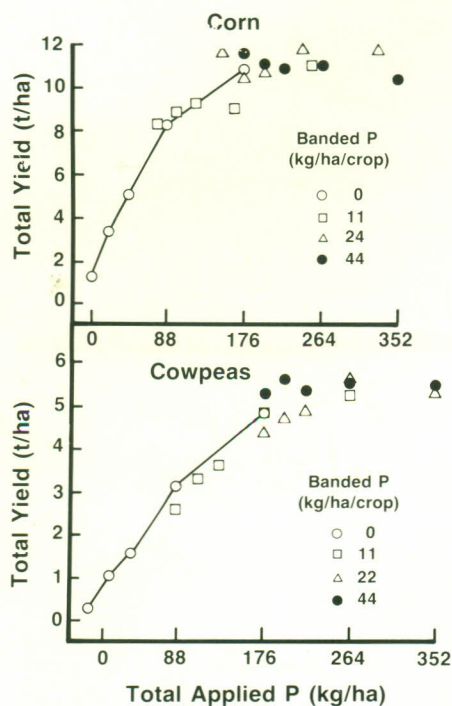 Corn
Total Yield (t/ha)
12
10
8
6
4
2
0
Banded P
(kg/ha/crop)
0
11
24
44
0 88 176 264 352
Cowpeas
Total Yield (t/ha)
6
5
4
3
2
1
0
Banded P
(kg/ha/crop)
0
11
22
44
0 88 176 264 352
Total Applied P (kg/ha)